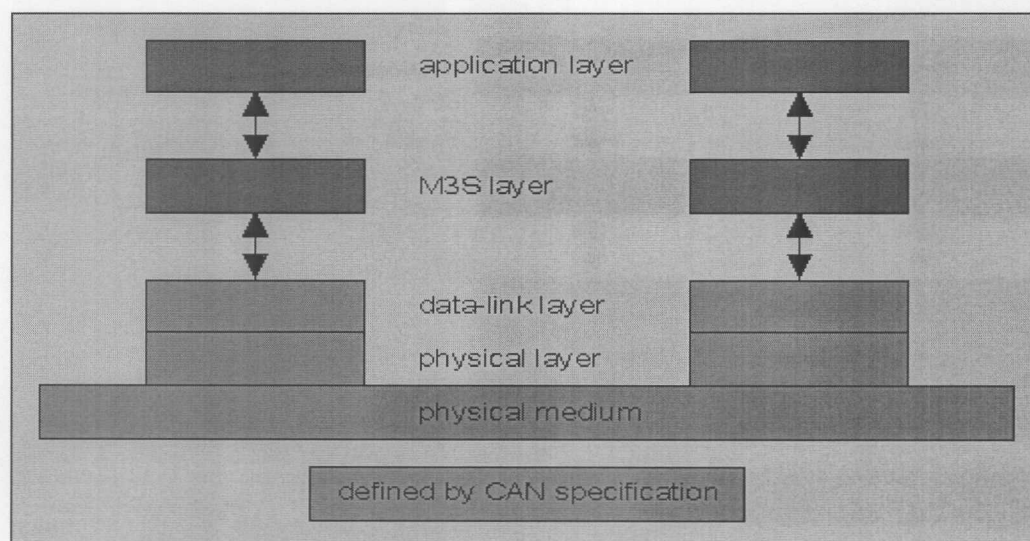 application layer
M3S layer
data-link layer
physical layer
physical medium
defined by CAN specification